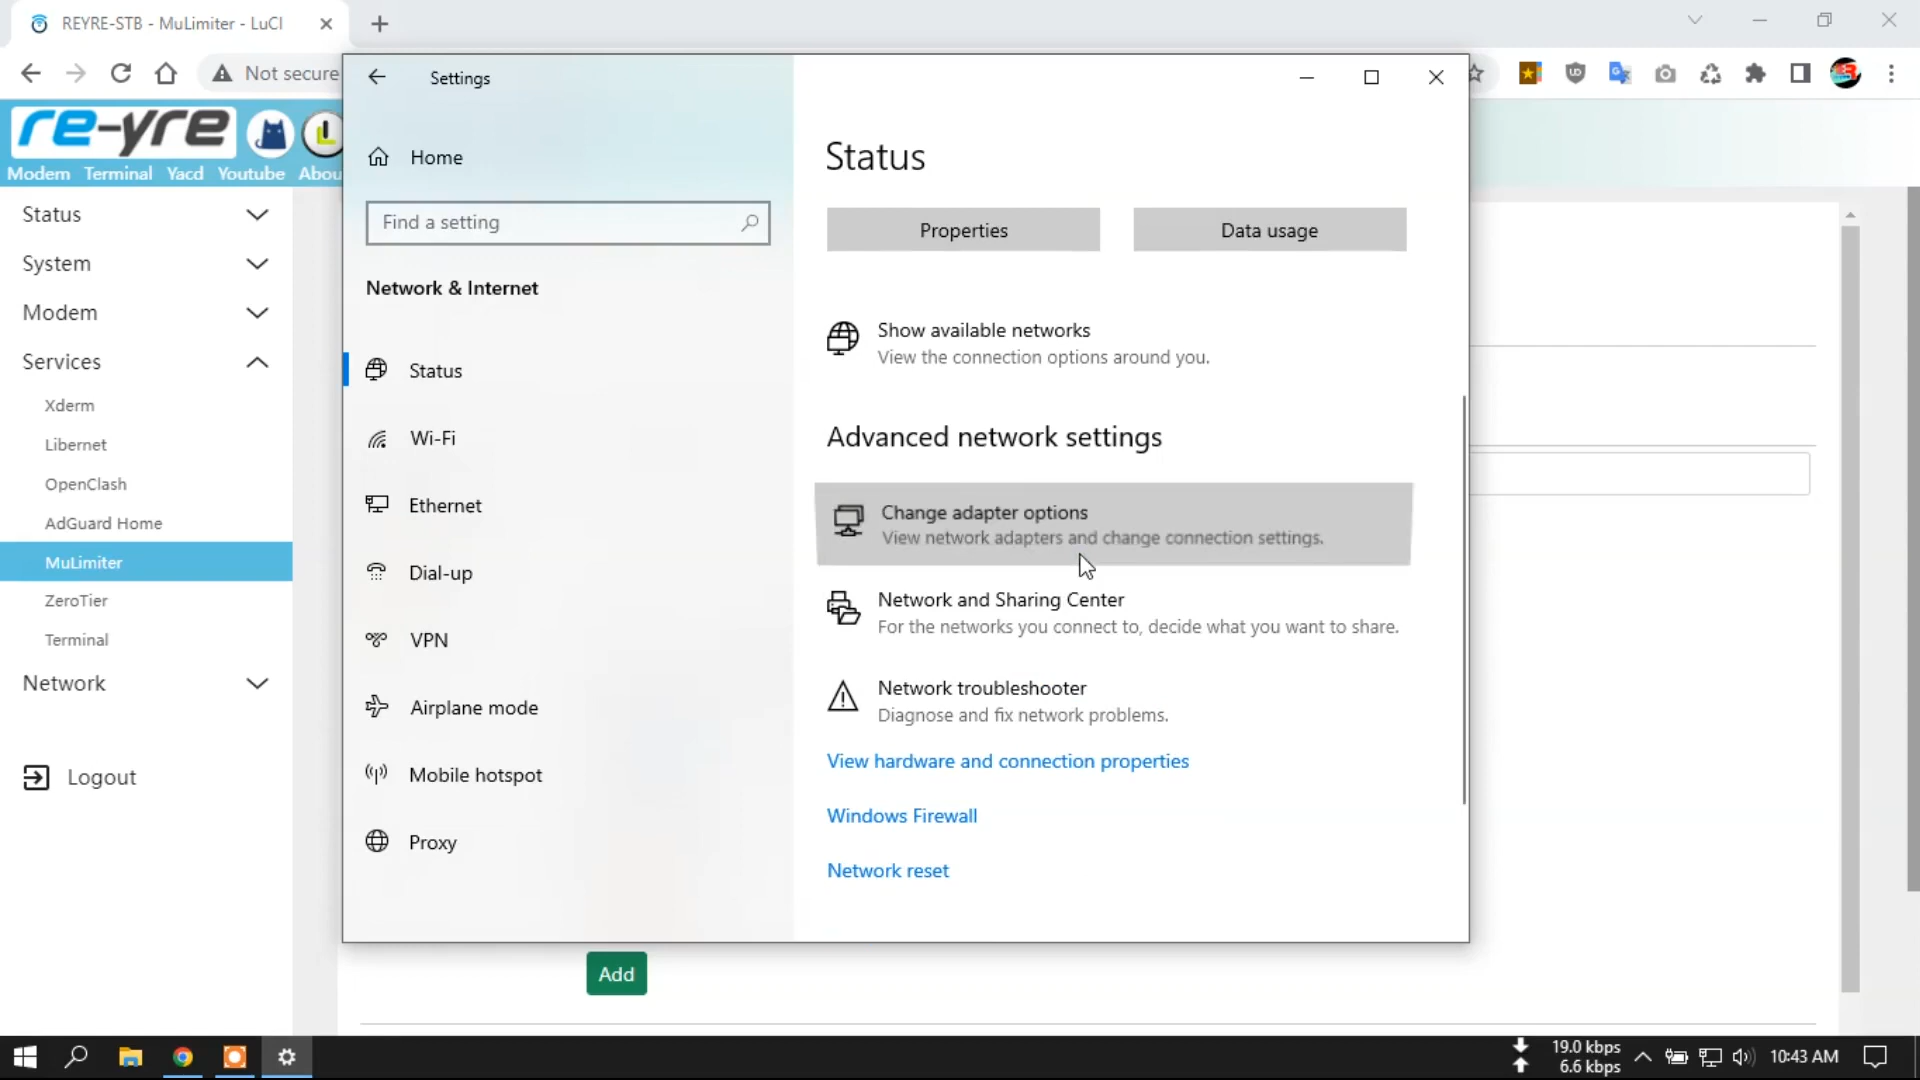 REYRE-STB - MuLimiter - LuCI
Not secure
re-yre
Modem Terminal Yacd Youtube Abou
Status
System
Modem
Services
Xderm
Libernet
OpenClash
AdGuard Home
MuLimiter
ZeroTier
Terminal
Network
Logout
Settings
Home
Find a setting
Network & Internet
Status
Wi-Fi
Ethernet
Dial-up
VPN
Airplane mode
Mobile hotspot
Proxy
Status
Properties
Data usage
Show available networks
View the connection options around you.
Advanced network settings
Change adapter options
View network adapters and change connection settings.
Network and Sharing Center
For the networks you connect to, decide what you want to share.
Network troubleshooter
Diagnose and fix network problems.
View hardware and connection properties
Windows Firewall
Network reset
Add
19.0 kbps
6.6 kbps
10:43 AM